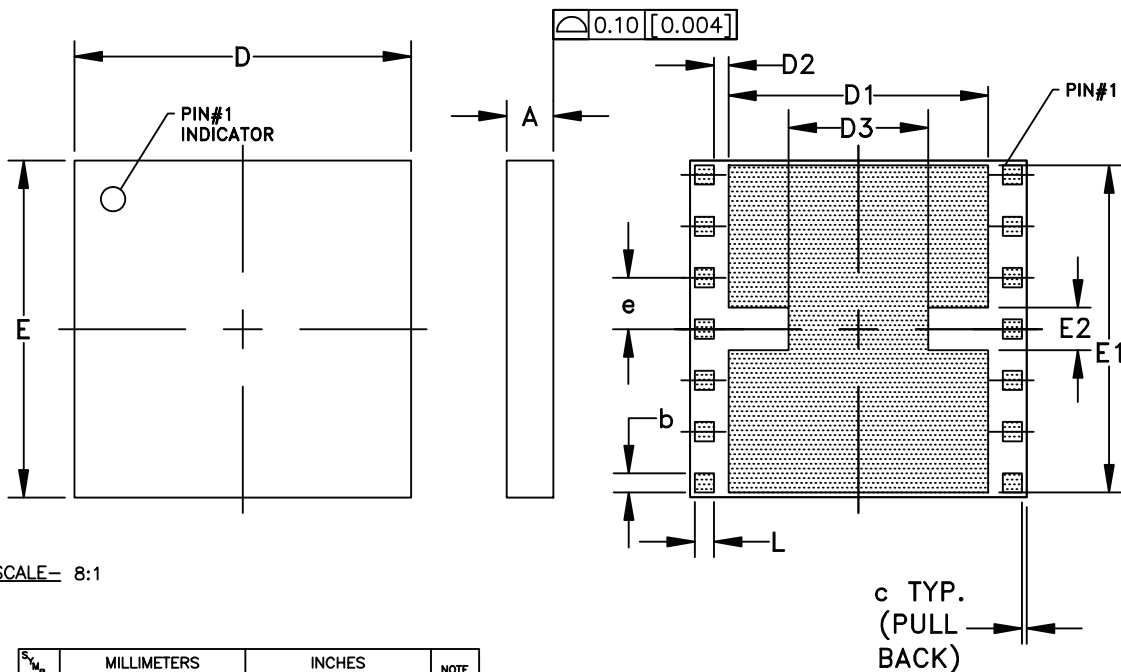 0.10 [0.004]
D
D2
D1
D3
A
PIN#1
INDICATOR
PIN#1
E
e
E2
E1
b
L
SCALE- 8:1
c TYP.
(PULL
BACK)
MILLIMETERS
INCHES
NOTE